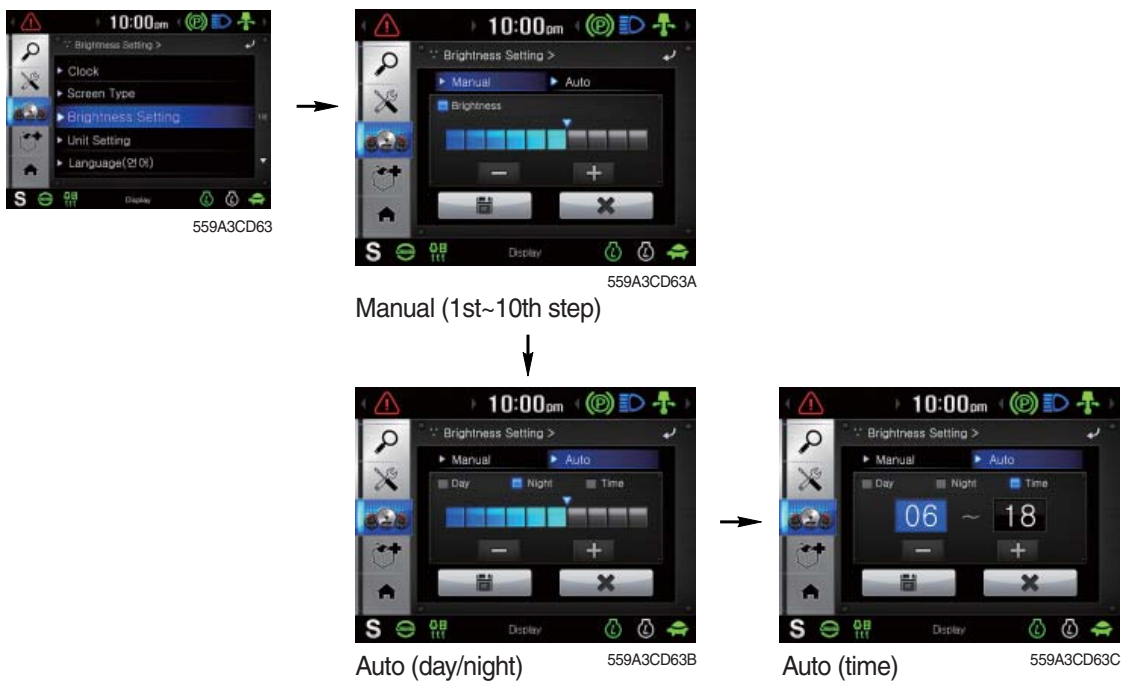 10:00pm
Brightness Setting >
Clock
Screen Type
Brightness Setting
Unit Setting
Language(언어)
S Display
559A3CD63
10:00pm
Brightness Setting >
Manual Auto
Brightness
S Display
559A3CD63A
Manual (1st~10th step)
10:00pm
Brightness Setting >
Manual Auto
Day Night Time
S Display
559A3CD63B
Auto (day/night)
10:00pm
Brightness Setting >
Manual Auto
Day Night Time
06 ~ 18
S Display
559A3CD63C
Auto (time)